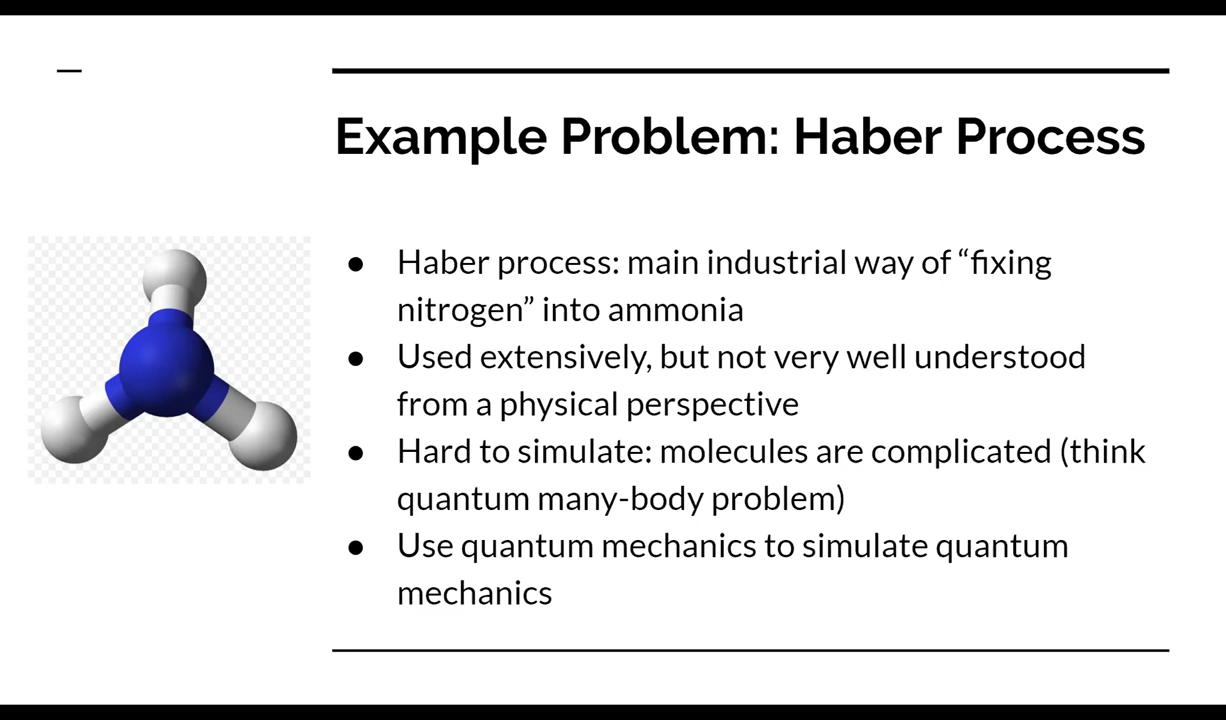 Example Problem: Haber Process
● Haber process: main industrial way of “fixing
nitrogen” into ammonia
● Used extensively, but not very well understood
from a physical perspective
● Hard to simulate: molecules are complicated (think
quantum many-body problem)
● Use quantum mechanics to simulate quantum
mechanics